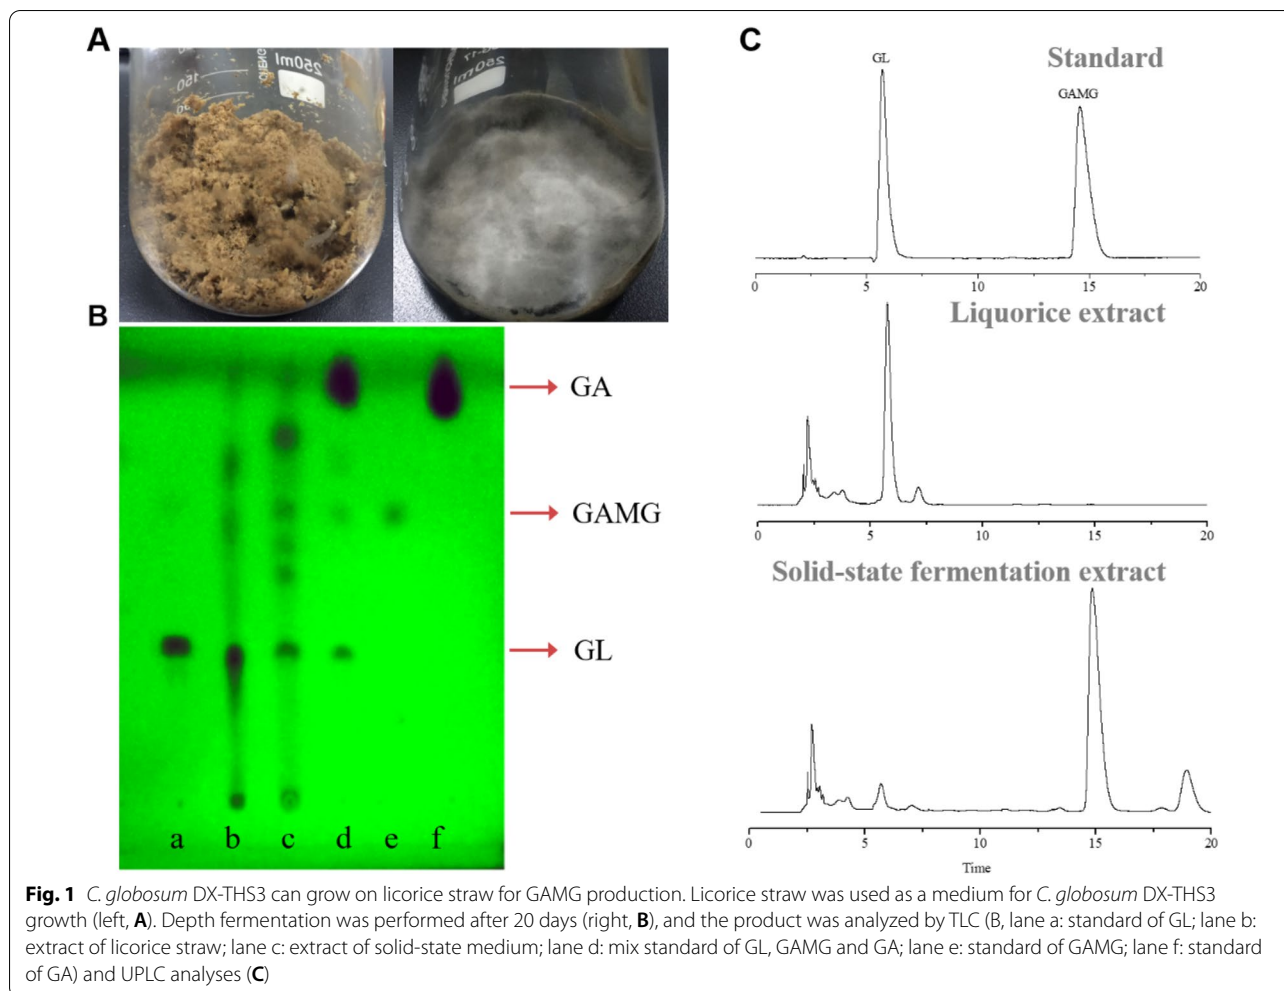 A
250ml
150
250ml
B
GA
GAMG
GL
a b c d e f
C
Standard
GL
GAMG
0 5 10 15 20
Liquorice extract
0 5 10 15 20
Solid-state fermentation extract
0 5 10 15 20
Time
Fig. 1 C. globosum DX-THS3 can grow on licorice straw for GAMG production. Licorice straw was used as a medium for C. globosum DX-THS3
growth (left, A). Depth fermentation was performed after 20 days (right, B), and the product was analyzed by TLC (B, lane a: standard of GL; lane b:
extract of licorice straw; lane c: extract of solid-state medium; lane d: mix standard of GL, GAMG and GA; lane e: standard of GAMG; lane f: standard
of GA) and UPLC analyses (C)